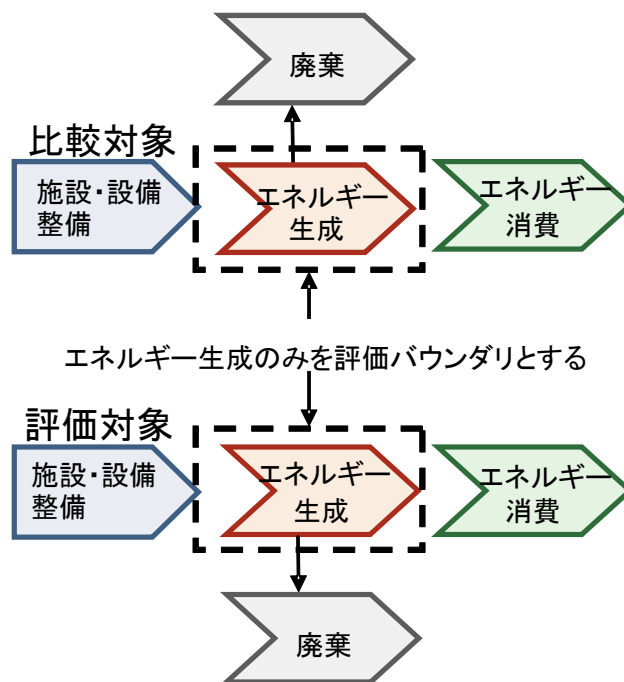 廃棄
比較対象
施設・設備
整備
エネルギー
生成
エネルギー
消費
エネルギー生成のみを評価バウンダリとする
評価対象
施設・設備
整備
エネルギー
生成
エネルギー
消費
廃棄